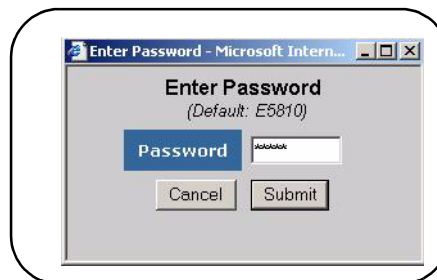 Enter Password - Microsoft Intern...
Enter Password
(Default: E5810)
Password *****
Cancel Submit